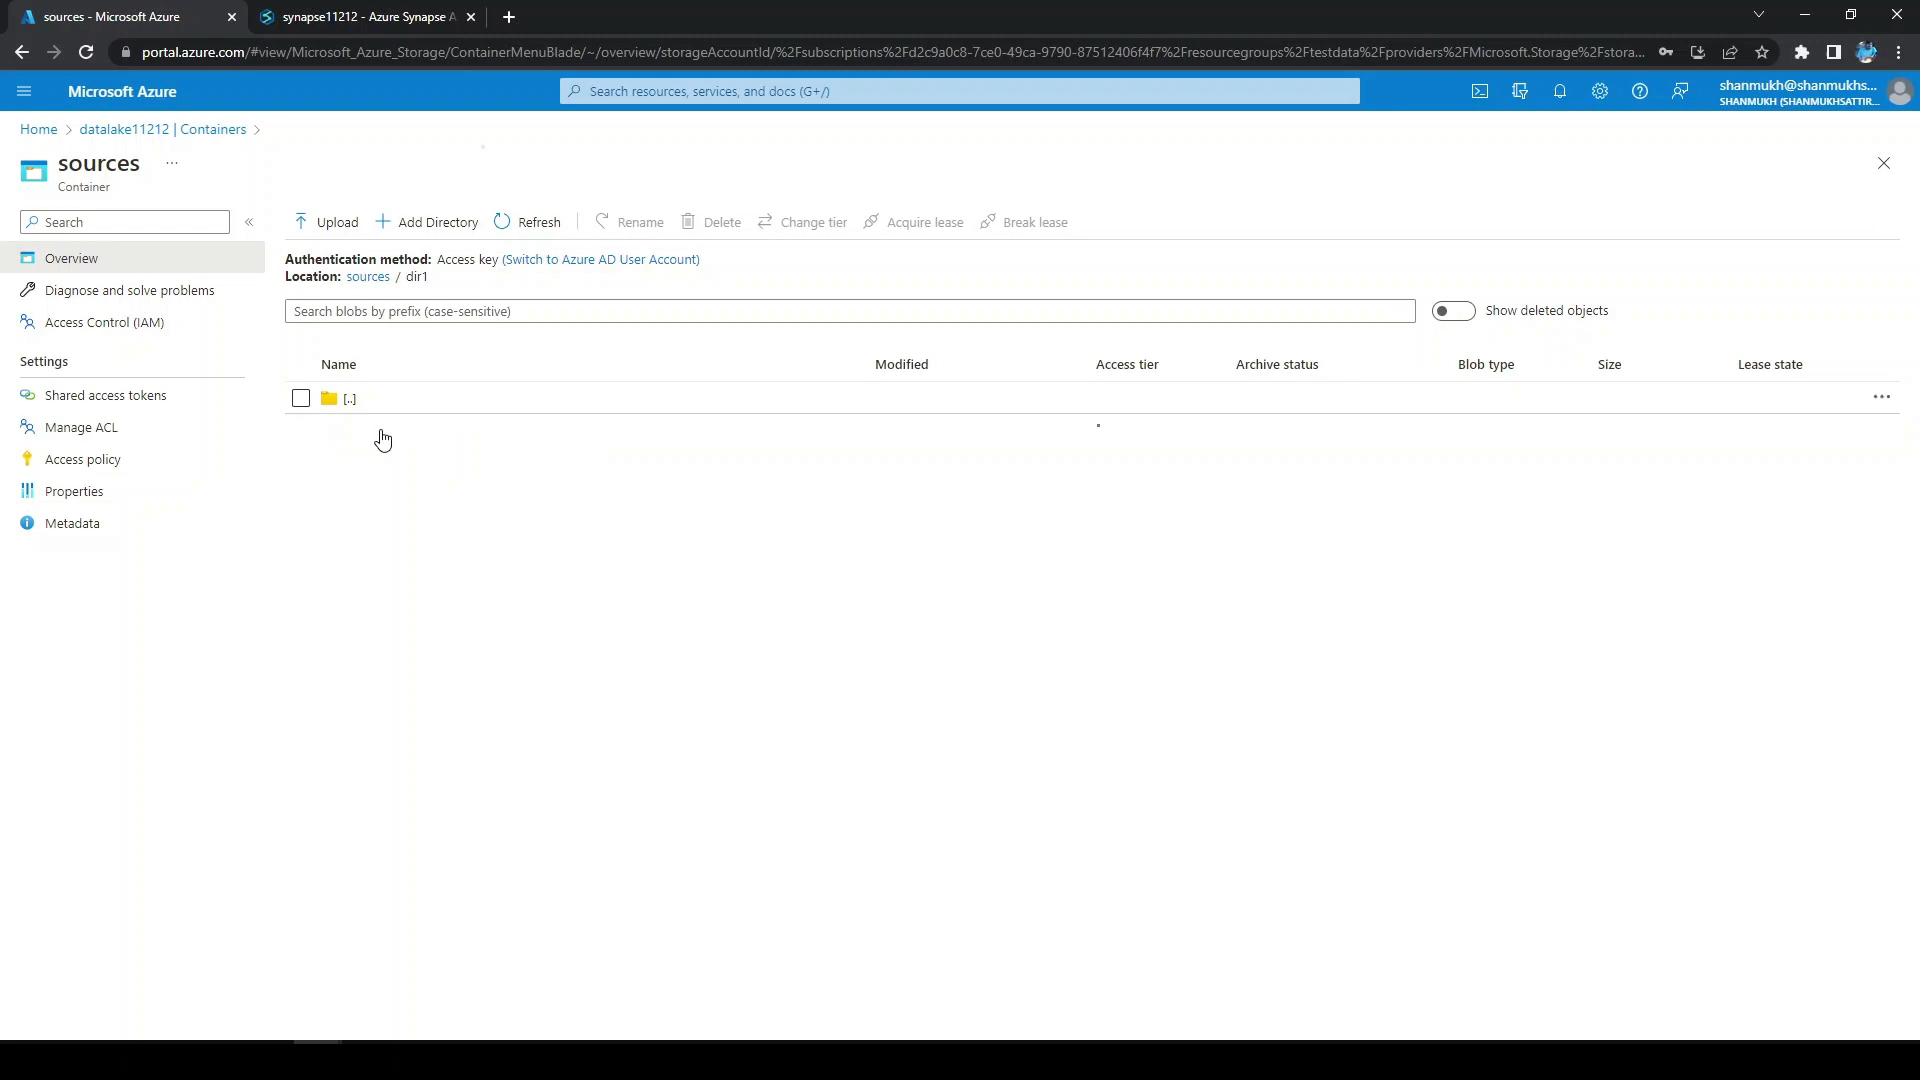 sources - Microsoft Azure
synapse11212 - Azure Synapse A
portal.azure.com/#view/Microsoft_Azure_Storage/ContainerMenuBlade/~/overview/storageAccountId/%2Fsubscriptions%2Fd2c9a0c8-7ce0-49ca-9790-87512406f4f7%2Fresourcegroups%2Ftestdata%2Fproviders%2FMicrosoft.Storage%2Fstora...
Microsoft Azure
Search resources, services, and docs (G+/)
shanmukh@shanmukhs...
SHANMUKH (SHANMUKHSATTIR...
Home > datalake11212 | Containers >
sources ...
Container
Search «
Upload Add Directory Refresh Rename Delete Change tier Acquire lease Break lease
Overview
Diagnose and solve problems
Access Control (IAM)
Settings
Shared access tokens
Manage ACL
Access policy
Properties
Metadata
Authentication method: Access key (Switch to Azure AD User Account)
Location: sources / dir1
Search blobs by prefix (case-sensitive)
Show deleted objects
Name Modified Access tier Archive status Blob type Size Lease state
[..] ...